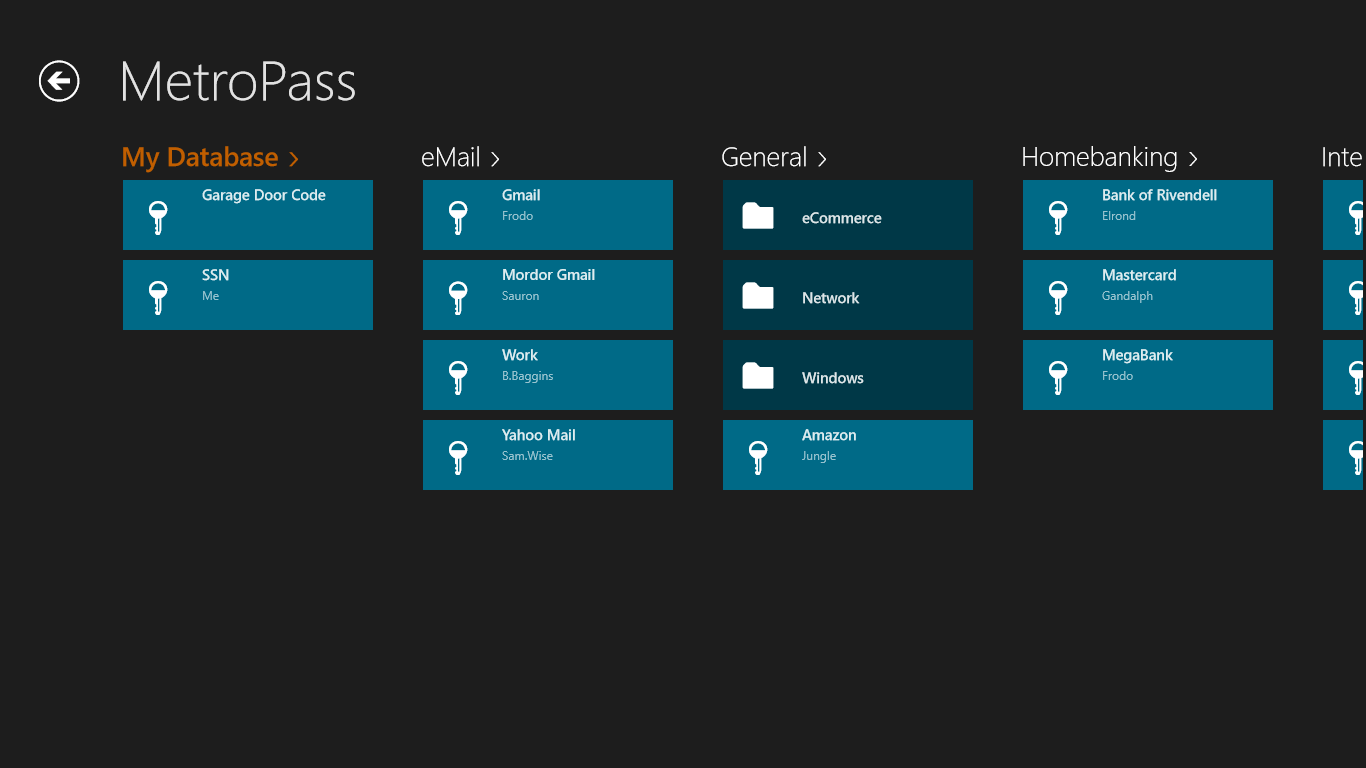 MetroPass
My Database
Garage Door Code
SSN
Me
eMail
Gmail
Frodo
Mordor Gmail
Sauron
Work
B.Baggins
Yahoo Mail
Sam.Wise
General
eCommerce
Network
Windows
Amazon
Jungle
Homebanking
Bank of Rivendell
Elrond
Mastercard
Gandalph
MegaBank
Frodo
Inte